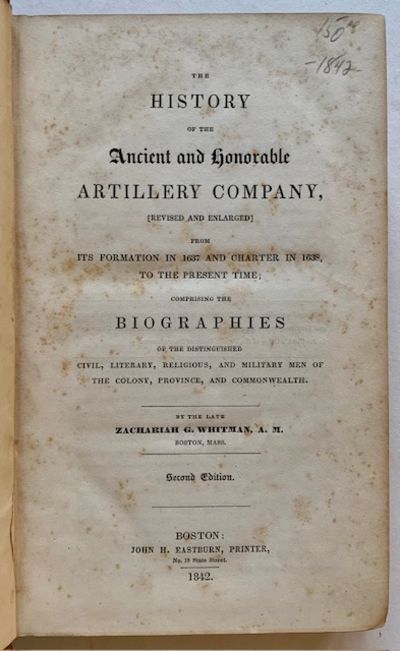 150 00
-1842-
THE
HISTORY
OF THE
Ancient and Honorable
ARTILLERY COMPANY,
[REVISED AND ENLARGED]
FROM
ITS FORMATION IN 1637 AND CHARTER IN 1638,
TO THE PRESENT TIME;
COMPRISING THE
BIOGRAPHIES
OF THE DISTINGUISHED
CIVIL, LITERARY, RELIGIOUS, AND MILITARY MEN OF
THE COLONY, PROVINCE, AND COMMONWEALTH.
BY THE LATE
ZACHARIAH G. WHITMAN, A. M.
BOSTON, MASS.
Second Edition.
BOSTON:
JOHN H. EASTBURN, PRINTER,
No. 18 State Street.
1842.